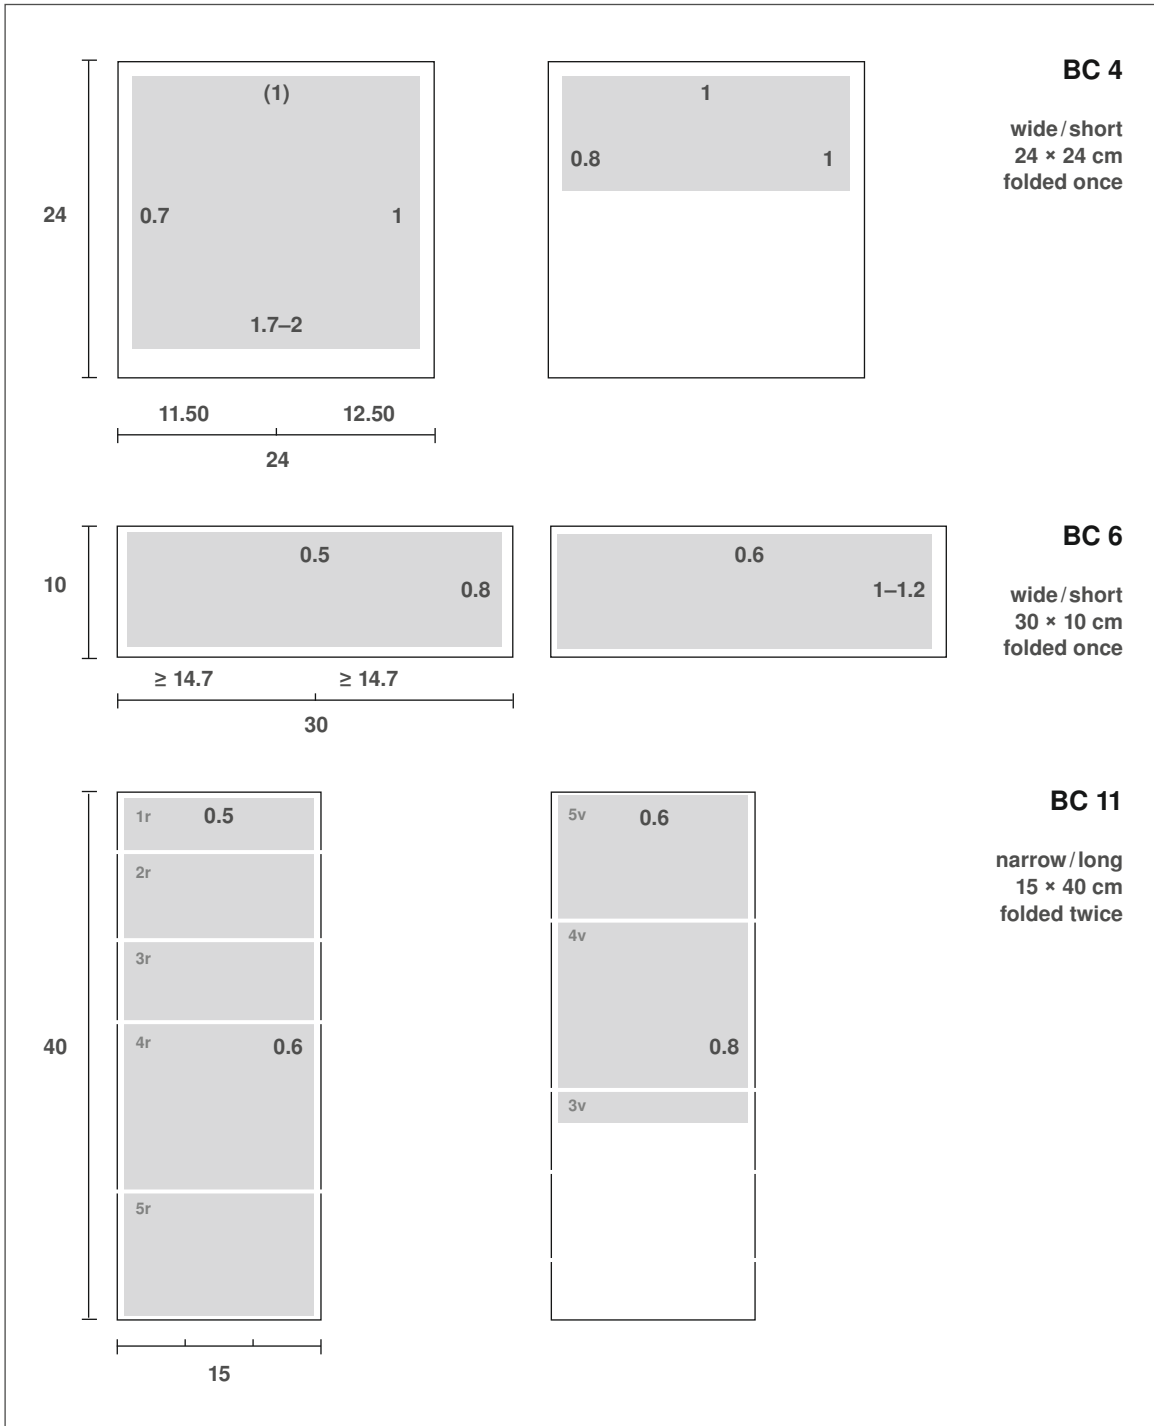 (1)
0.7 1
1.7–2
24
11.50 12.50
24
1
0.8 1
BC 4
wide/short
24 × 24 cm
folded once
0.5
0.8
10
≥ 14.7 ≥ 14.7
30
0.6
1–1.2
BC 6
wide/short
30 × 10 cm
folded once
1r 0.5
2r
3r
4r 0.6
5r
40
15
5v 0.6
4v
0.8
3v
BC 11
narrow/long
15 × 40 cm
folded twice